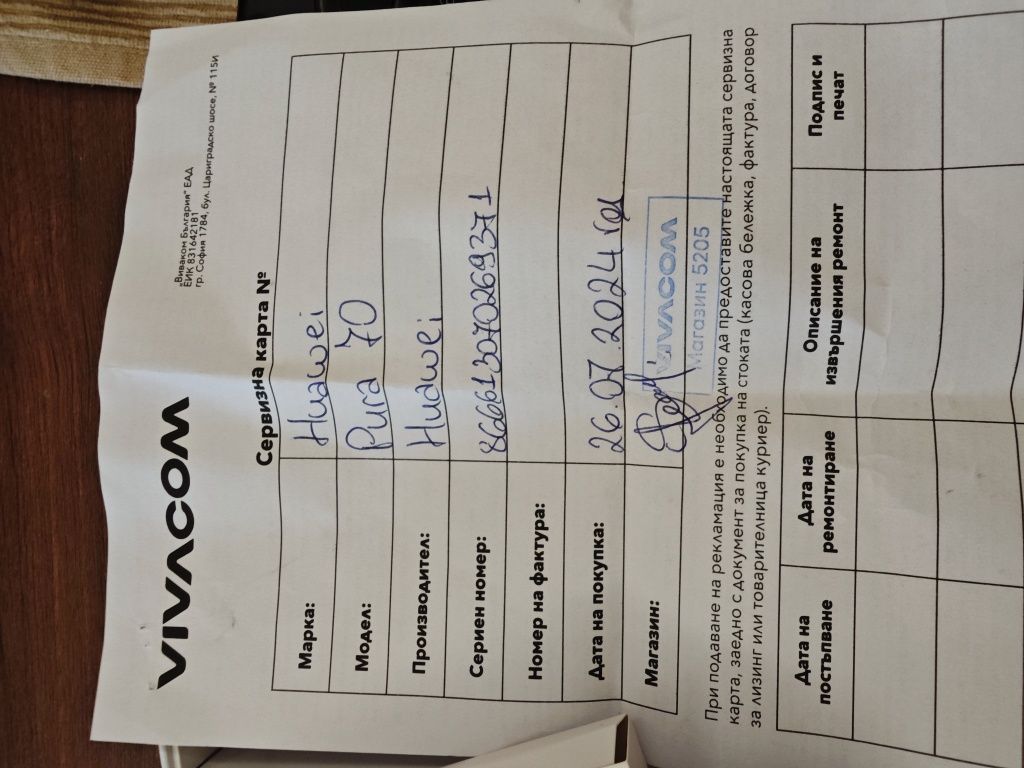 VIVACOM
"Виваком България" ЕАД
ЕИК 831642181
гр. София 1784, бул. Цариградско шосе, № 115И
Сервизна карта №
Марка: Huawei
Модел: Pura 70
Производител: Huawei
Сериен номер: 866613070269371
Номер на фактура:
Дата на покупка: 26.07.2024 год
Магазин: VIVACOM
Магазин 5205
При подаване на рекламация е необходимо да предоставите настоящата сервизна
карта, заедно с документ за покупка на стоката (касова бележка, фактура, договор
за лизинг или товарителница куриер).
Дата на постъпване Дата на ремонтиране Описание на извършения ремонт Подпис и печат